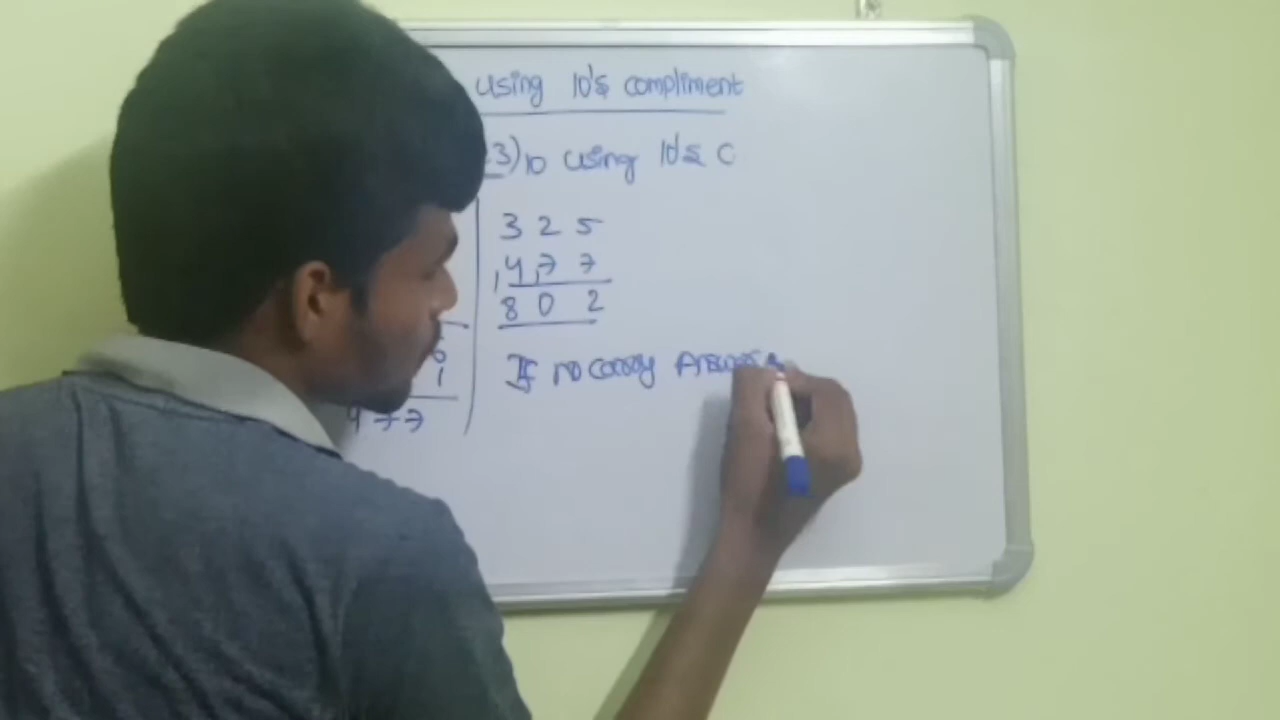 using 10's compliment
3)10 using 10's C
3 2 5
4 7 7
8 0 2
If no carry
1
4 7 7